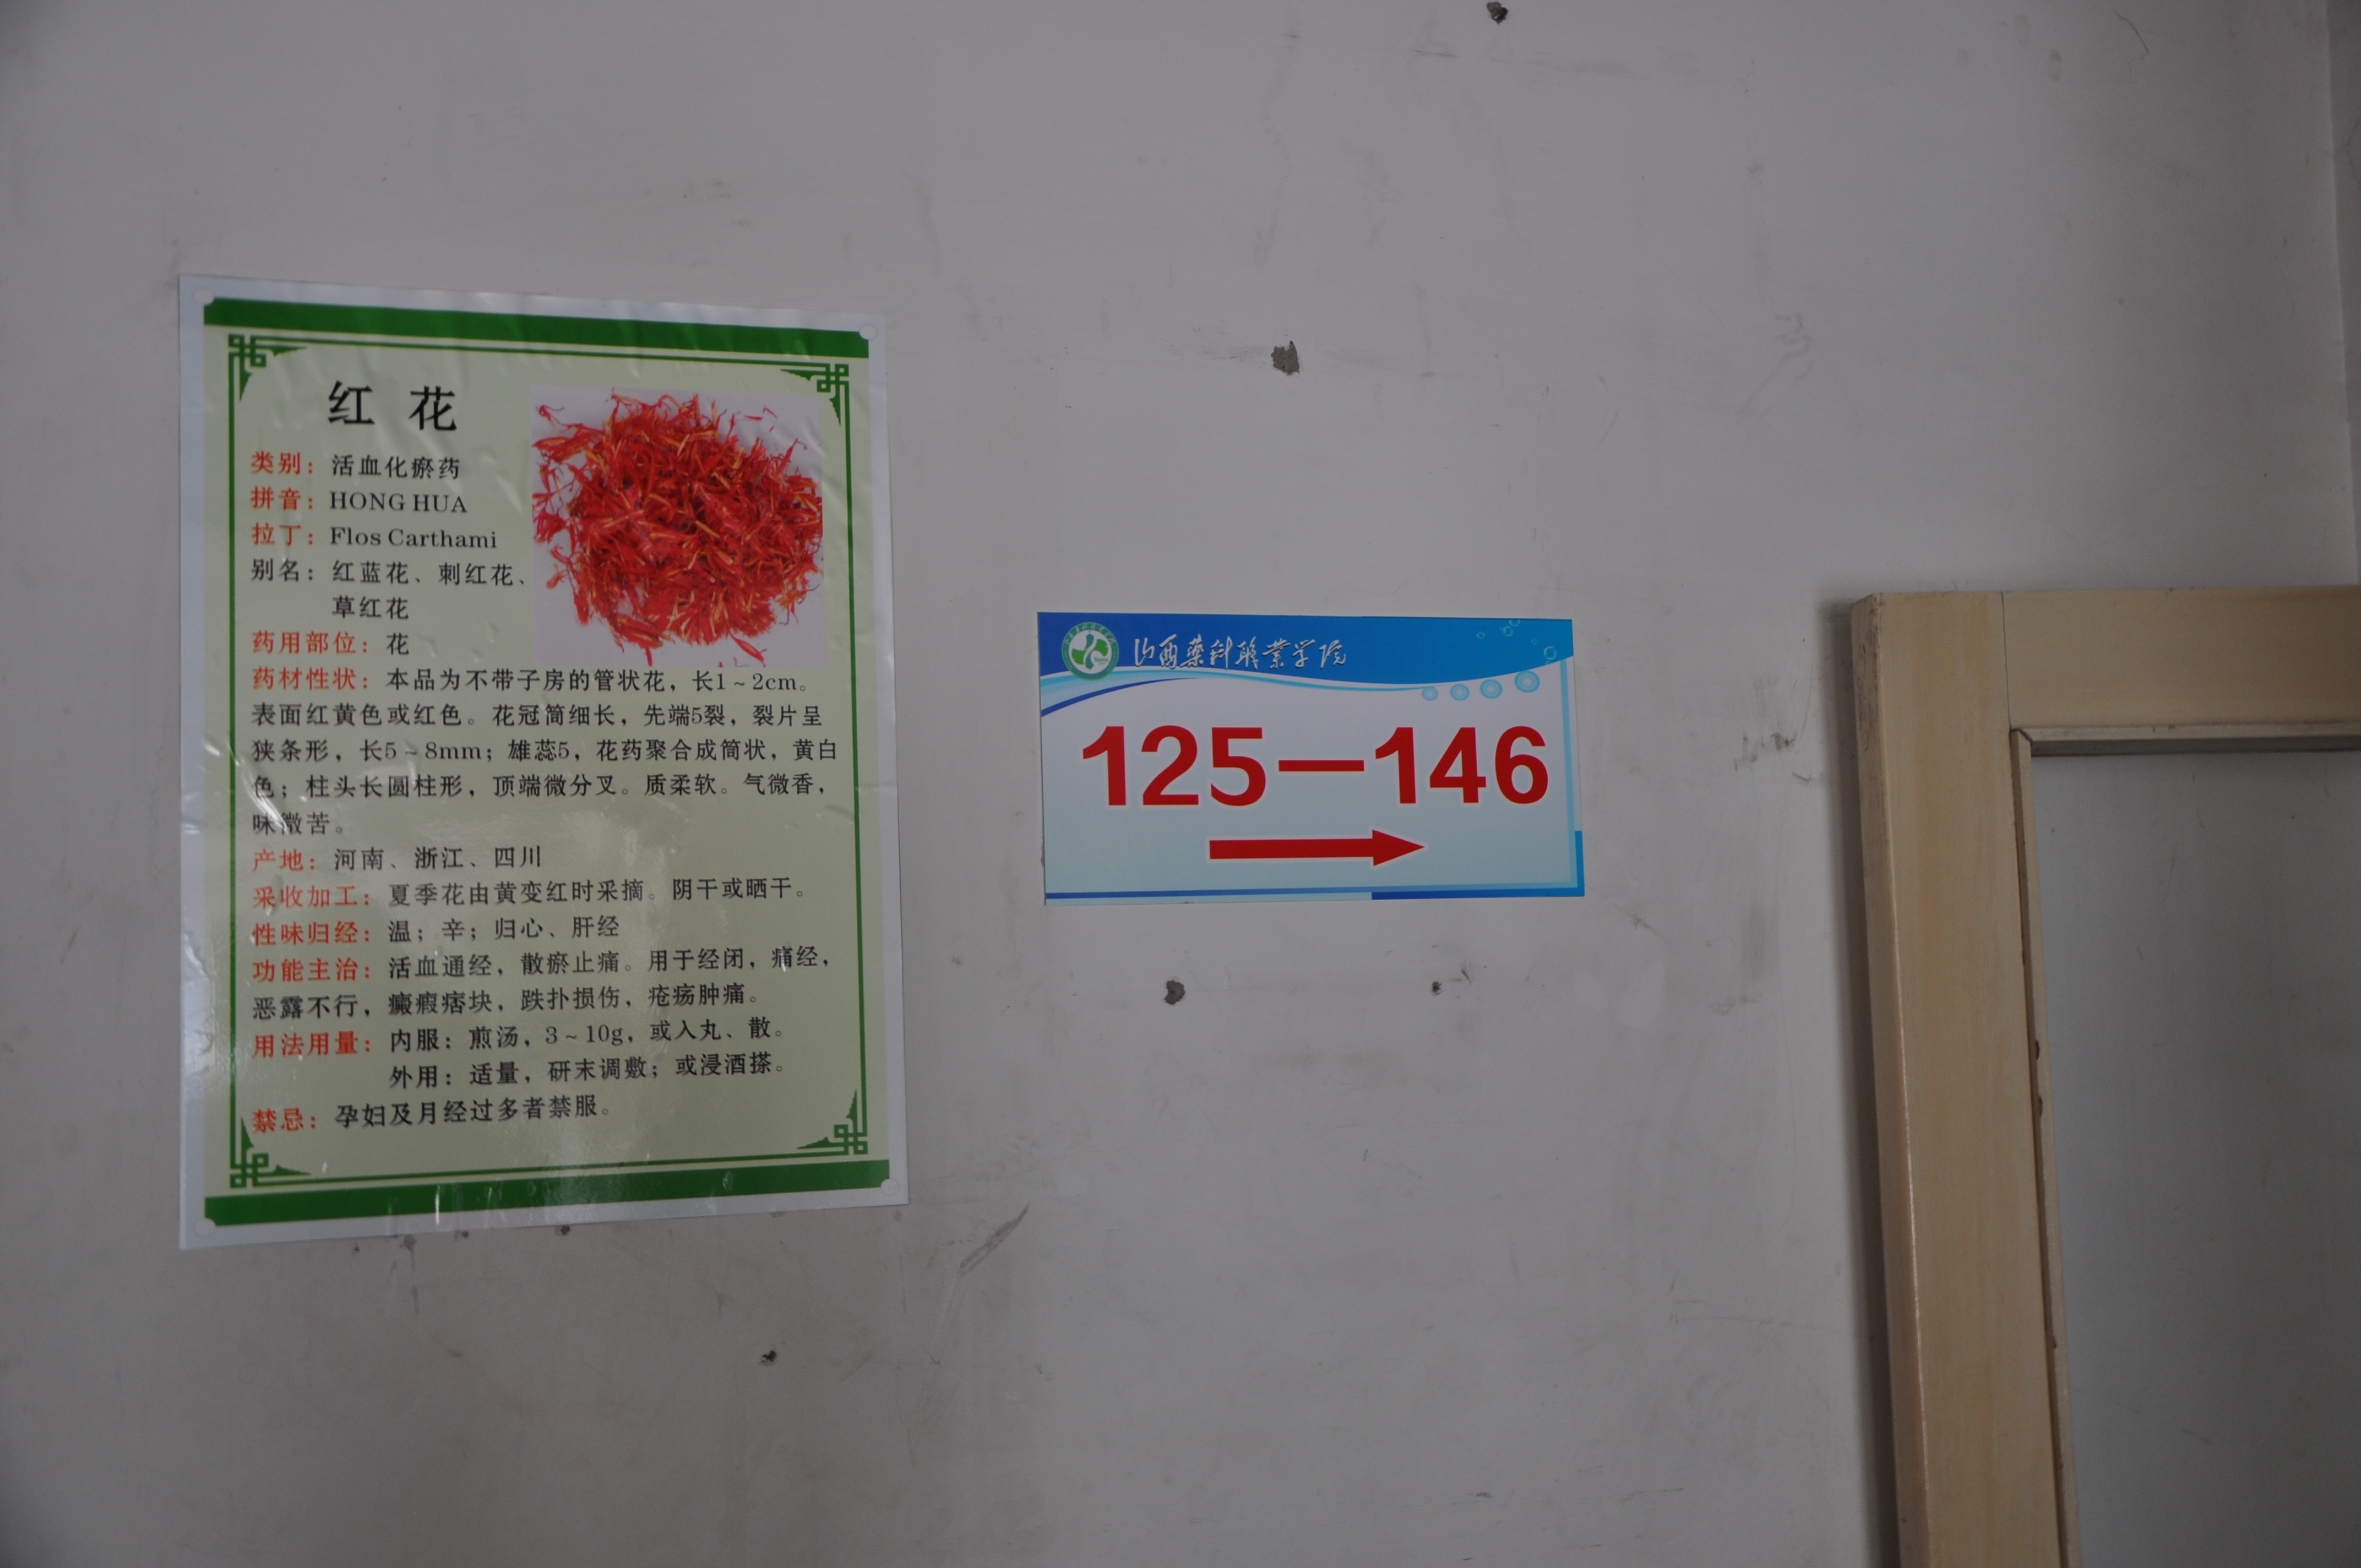 红 花
类别：活血化瘀药
拼音：HONG HUA
拉丁：Flos Carthami
别名：红蓝花、刺红花、
草红花
药用部位：花
药材性状：本品为不带子房的管状花，长1~2cm。
表面红黄色或红色。花冠筒细长，先端5裂，裂片呈
狭条形，长5~8mm；雄蕊5，花药聚合成筒状，黄白
色；柱头长圆柱形，顶端微分叉。质柔软。气微香，
味微苦。
产地：河南、浙江、四川
采收加工：夏季花由黄变红时采摘。阴干或晒干。
性味归经：温；辛；归心、肝经
功能主治：活血通经，散瘀止痛。用于经闭，痛经，
恶露不行，癥瘕痞块，跌扑损伤，疮疡肿痛。
用法用量：内服：煎汤，3~10g，或入丸、散。
外用：适量，研末调敷；或浸酒搽。
禁忌：孕妇及月经过多者禁服。
山西药科职业学院
125—146